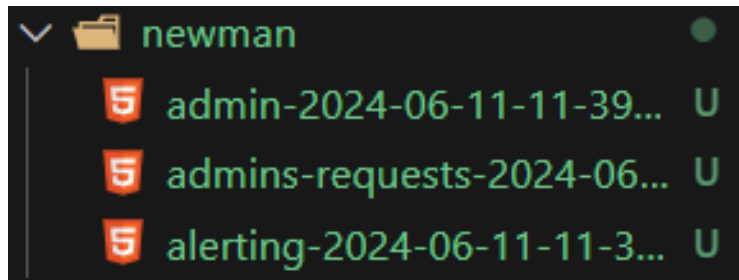 newman
admin-2024-06-11-11-39... U
admins-requests-2024-06... U
alerting-2024-06-11-11-3... U